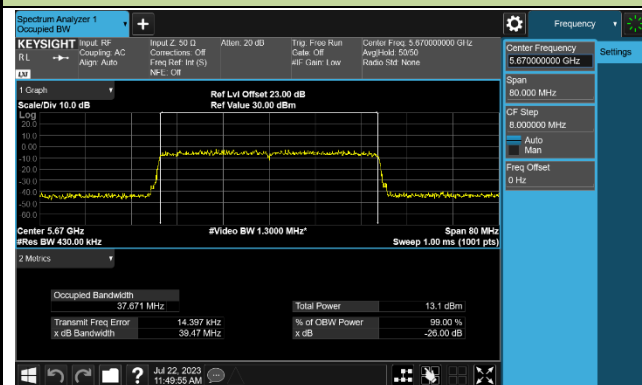 Spectrum Analyzer 1
Occupied BW
+
Frequency
KEYSIGHT
RL
LXI
Input: RF
Coupling: AC
Align: Auto
Input Z: 50 Ω
Corrections: Off
Freq Ref: Int (S)
NFE: Off
Atten: 20 dB
Trig: Free Run
Gate: Off
#IF Gain: Low
Center Freq: 5.670000000 GHz
Avg|Hold: 50/50
Radio Std: None
Center Frequency
5.670000000 GHz
Settings
Span
80.000 MHz
CF Step
8.000000 MHz
Auto
Man
Freq Offset
0 Hz
1 Graph
Scale/Div 10.0 dB
Ref Lvl Offset 23.00 dB
Ref Value 30.00 dBm
Log
20.0
10.0
0.00
-10.0
-20.0
-30.0
-40.0
-50.0
-60.0
Center 5.67 GHz
#Res BW 430.00 kHz
#Video BW 1.3000 MHz*
Span 80 MHz
Sweep 1.00 ms (1001 pts)
2 Metrics
Occupied Bandwidth
37.671 MHz
Total Power 13.1 dBm
Transmit Freq Error 14.397 kHz
% of OBW Power 99.00 %
x dB Bandwidth 39.47 MHz
x dB -26.00 dB
?
Jul 22, 2023
11:49:55 AM